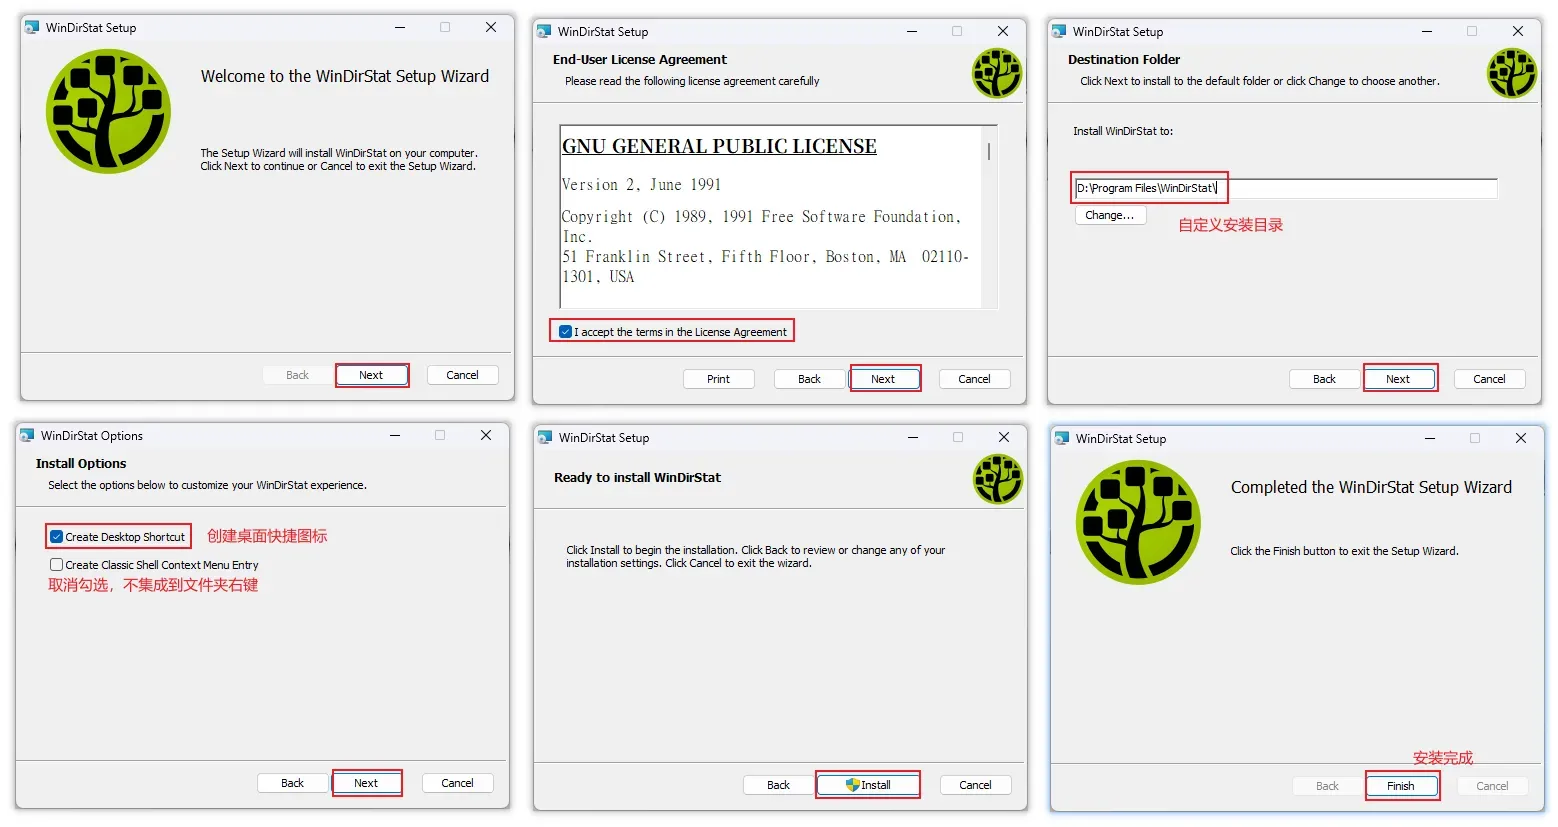 WinDirStat Setup
Welcome to the WinDirStat Setup Wizard
The Setup Wizard will install WinDirStat on your computer.
Click Next to continue or Cancel to exit the Setup Wizard.
Back
Next
Cancel
WinDirStat Setup
End-User License Agreement
Please read the following license agreement carefully
GNU GENERAL PUBLIC LICENSE
Version 2, June 1991
Copyright (C) 1989, 1991 Free Software Foundation,
Inc.
51 Franklin Street, Fifth Floor, Boston, MA 02110-
1301, USA
I accept the terms in the License Agreement
Print
Back
Next
Cancel
WinDirStat Setup
Destination Folder
Click Next to install to the default folder or click Change to choose another.
Install WinDirStat to:
D:\Program Files\WinDirStat\
Change...
自定义安装目录
Back
Next
Cancel
WinDirStat Options
Install Options
Select the options below to customize your WinDirStat experience.
Create Desktop Shortcut
创建桌面快捷图标
Create Classic Shell Context Menu Entry
取消勾选，不集成到文件夹右键
Back
Next
Cancel
WinDirStat Setup
Ready to install WinDirStat
Click Install to begin the installation. Click Back to review or change any of your
installation settings. Click Cancel to exit the wizard.
Back
Install
Cancel
WinDirStat Setup
Completed the WinDirStat Setup Wizard
Click the Finish button to exit the Setup Wizard.
安装完成
Back
Finish
Cancel